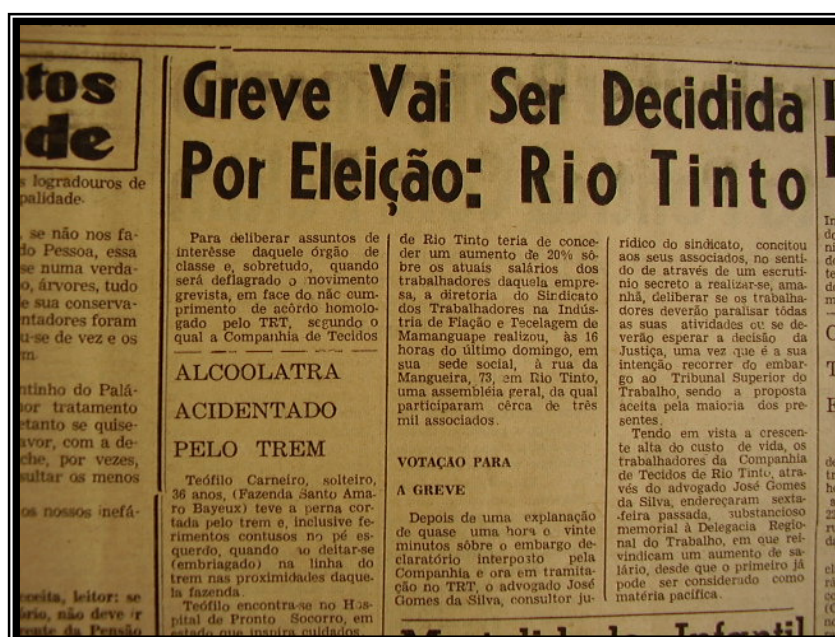 tos
de
s logradouros de
palidade.
, se não nos fa-
do Pessoa, essa
se numa verda-
o, árvores, tudo
e sua conserva-
ntadores foram
u-se de vez e os
m.
ntinho do Palá-
or tratamento
etanto se quise-
avor, com a de-
che, por vezes,
sultar os menos
os nossos inefá-
ceita, leitor: se
ário, não deve ir
rente da Pensão
Greve Vai Ser Decidida
Por Eleição: Rio Tinto
Para deliberar assuntos de
interêsse daquele órgão de
classe e, sobretudo, quando
será deflagrado o movimento
grevista, em face do não cum-
primento de acôrdo homolo-
gado pelo TRT, segundo o
qual a Companhia de Tecidos
ALCOOLATRA
ACIDENTADO
PELO TREM
Teófilo Carneiro, solteiro,
36 anos, (Fazenda Santo Ama-
ro Bayeux) teve a perna cor-
tada pelo trem e, inclusive fe-
rimentos contusos no pé es-
querdo, quando ao deitar-se
(embriagado) na linha do
trem nas proximidades daque-
la fazenda.
Teófilo encontra-se no Hos-
pital de Pronto Socorro, em
estado que inspira cuidados.
de Rio Tinto teria de conce-
der um aumento de 20% sô-
bre os atuais salários dos
trabalhadores daquela empre-
sa, a diretoria do Sindicato
dos Trabalhadores na Indús-
tria de Fiação e Tecelagem de
Mamanguape realizou, às 16
horas do último domingo, em
sua sede social, à rua da
Mangueira, 73, em Rio Tinto,
uma assembléia geral, da qual
participaram cêrca de três
mil associados.
VOTAÇÃO PARA
A GREVE
Depois de uma explanação
de quase uma hora e vinte
minutos sôbre o embargo de-
claratório interposto pela
Companhia e ora em tramita-
ção no TRT, o advogado José
Gomes da Silva, consultor ju-
rídico do sindicato, concitou
aos seus associados, no senti-
do de através de um escruti-
nio secreto a realizar-se, ama-
nhã, deliberar se os trabalha-
dores deverão paralisar tôdas
as suas atividades ou se de-
verão esperar a decisão da
Justiça, uma vez que é a sua
intenção recorrer do embar-
go ao Tribunal Superior do
Trabalho, sendo a proposta
aceita pela maioria dos pre-
sentes.
Tendo em vista a crescen-
te alta do custo de vida, os
trabalhadores da Companhia
de Tecidos de Rio Tinto, atra-
vés do advogado José Gomes
da Silva, endereçaram sexta-
-feira passada, substancioso
memorial à Delegacia Regio-
nal do Trabalho, em que rei-
vindicam um aumento de sa-
lário, desde que o primeiro já
pode ser considerado como
matéria pacífica.